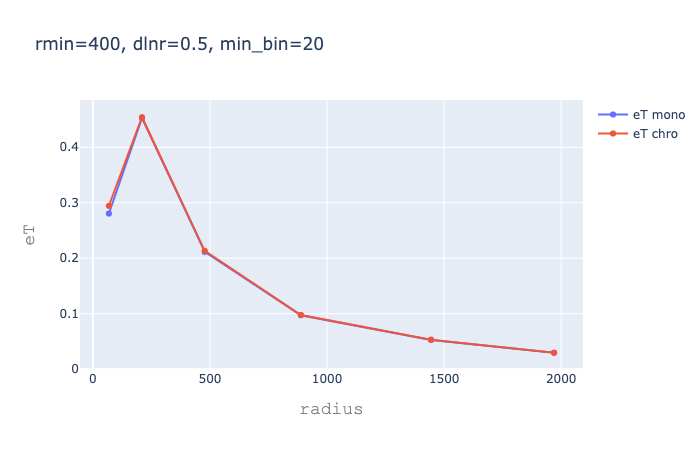 rmin=400, dlnr=0.5, min_bin=20
eT mono
eT chro
0.4
0.3
0.2
0.1
0
eT
0
500
1000
1500
2000
radius